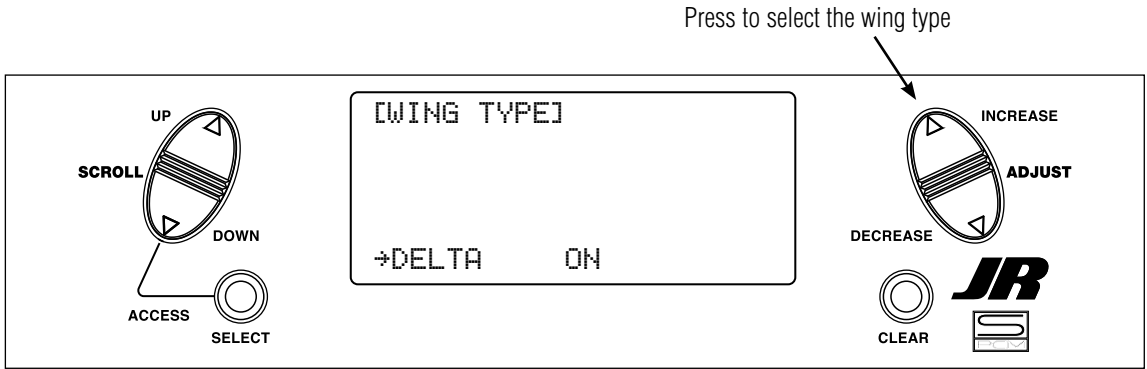 Press to select the wing type
UP
SCROLL
DOWN
ACCESS
SELECT
[WING TYPE]
→DELTA ON
INCREASE
ADJUST
DECREASE
CLEAR
JR
S
PCM